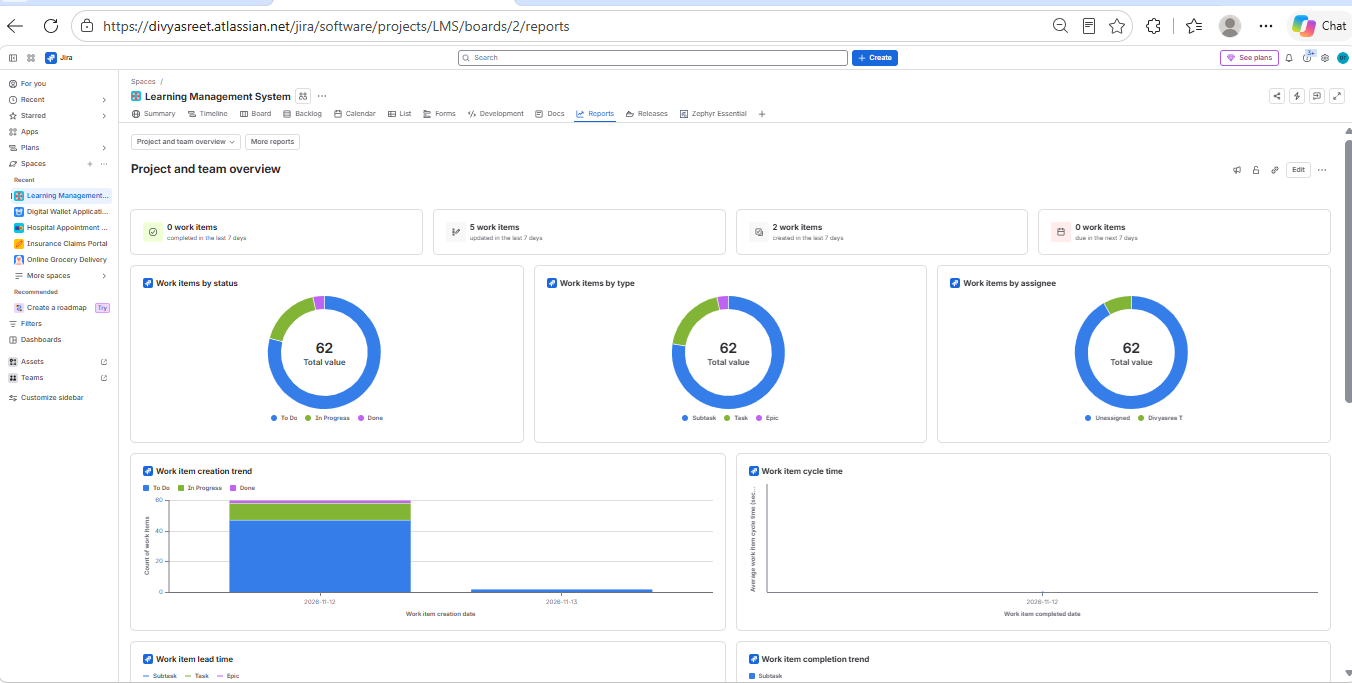 https://divyasreet.atlassian.net/jira/software/projects/LMS/boards/2/reports
Chat
Jira
Search
Create
See plans
3+
For you
Recent
Starred
Apps
Plans
Spaces
Recent
Learning Management...
Digital Wallet Applicati...
Hospital Appointment ...
Insurance Claims Portal
Online Grocery Delivery
More spaces
Recommended
Create a roadmap Try
Filters
Dashboards
Assets
Teams
Customize sidebar
Spaces /
Learning Management System
Summary Timeline Board Backlog Calendar List Forms Development Docs Reports Releases Zephyr Essential
Project and team overview More reports
Project and team overview
Edit
0 work items
completed in the last 7 days
5 work items
updated in the last 7 days
2 work items
created in the last 7 days
0 work items
due in the next 7 days
Work items by status
62
Total value
To Do In Progress Done
Work items by type
62
Total value
Subtask Task Epic
Work items by assignee
62
Total value
Unassigned Divyasree T
Work item creation trend
To Do In Progress Done
60
40
20
0
Count of work items
2026-11-12 2026-11-13
Work item creation date
Work item cycle time
Average work item cycle time (sec...
2026-11-12
Work item completed date
Work item lead time
Subtask Task Epic
Work item completion trend
Subtask